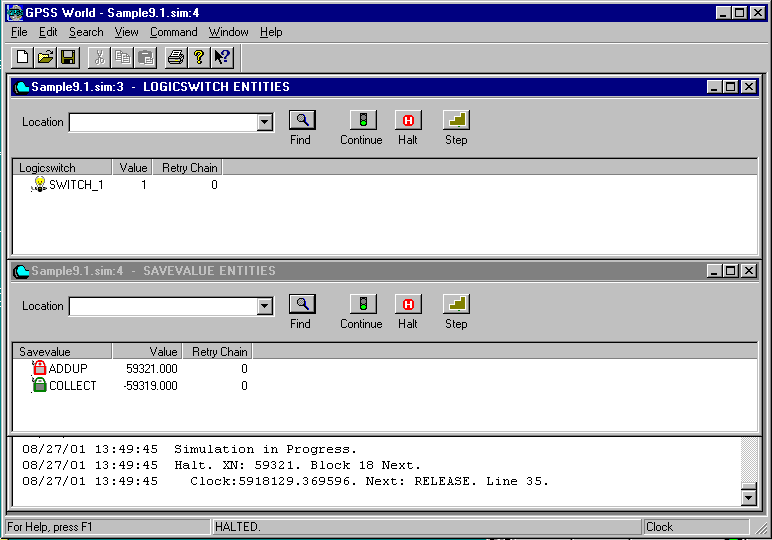 GPSS World - Sample9.1.sim:4
File Edit Search View Command Window Help
Sample9.1.sim:3 - LOGICSWITCH ENTITIES
Location
Find Continue Halt Step
Logicswitch Value Retry Chain
SWITCH_1 1 0
Sample9.1.sim:4 - SAVEVALUE ENTITIES
Location
Find Continue Halt Step
Savevalue Value Retry Chain
ADDUP 59321.000 0
COLLECT -59319.000 0
08/27/01 13:49:45 Simulation in Progress.
08/27/01 13:49:45 Halt. XN: 59321. Block 18 Next.
08/27/01 13:49:45 Clock:5918129.369596. Next: RELEASE. Line 35.
For Help, press F1 HALTED. Clock